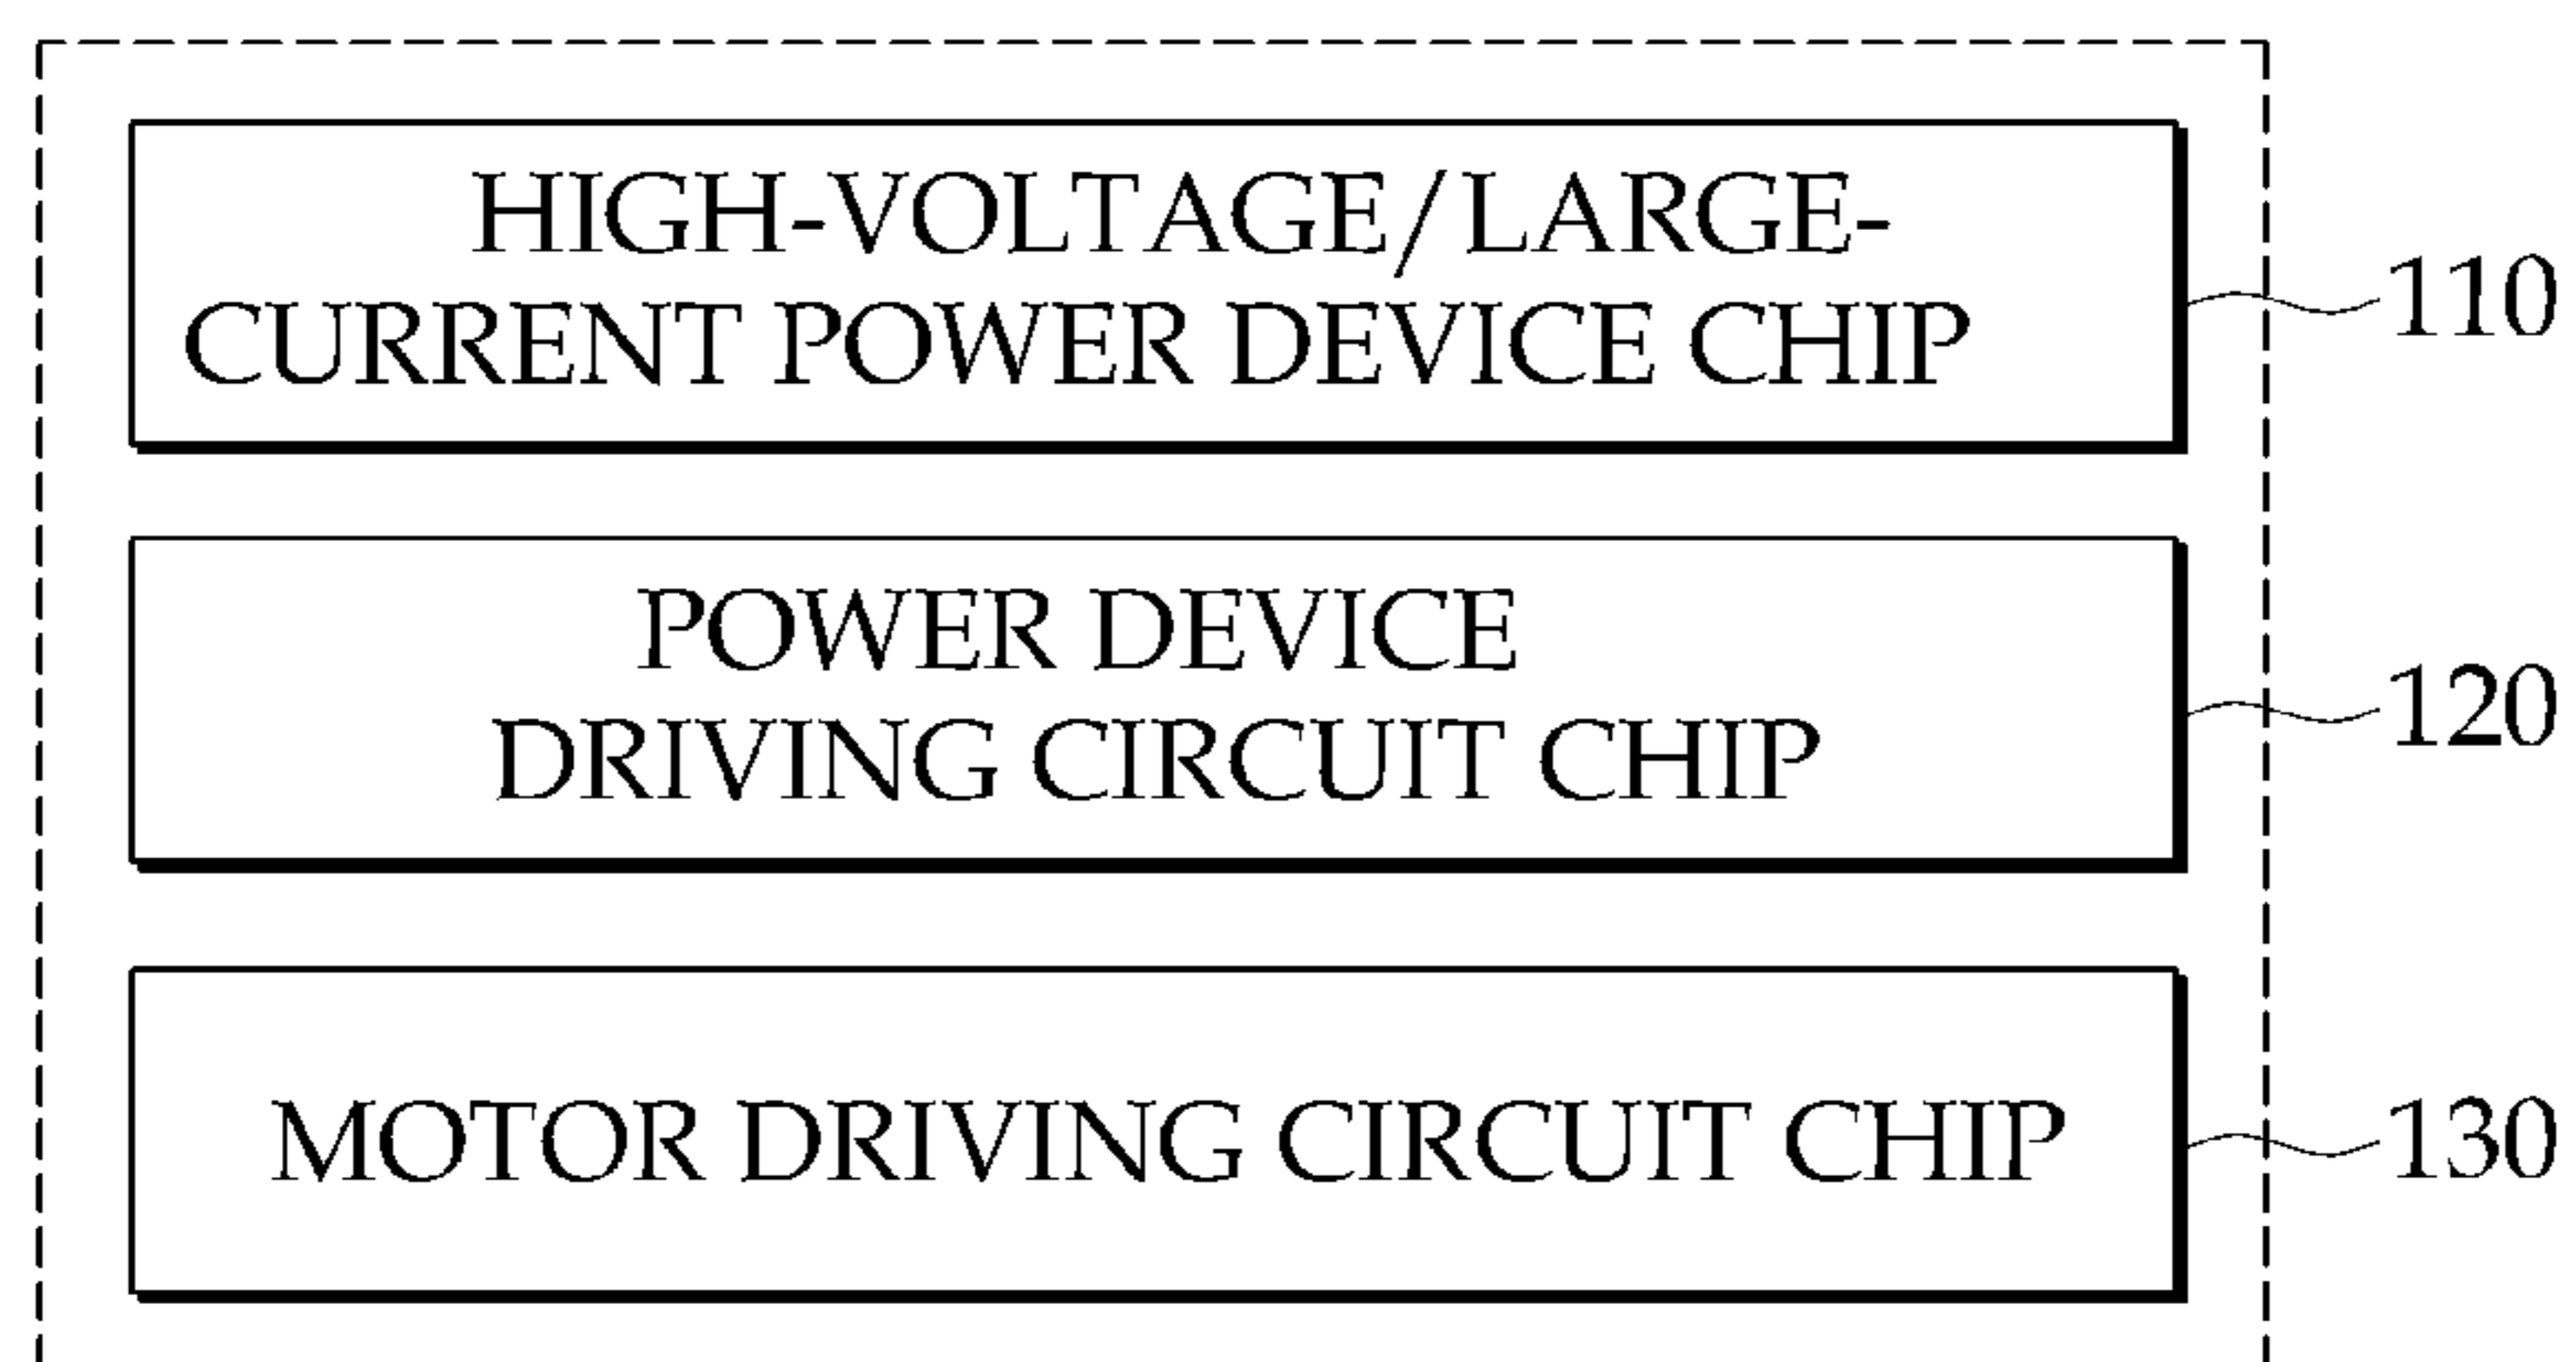 HIGH-VOLTAGE/LARGE-
CURRENT POWER DEVICE CHIP
110
POWER DEVICE
DRIVING CIRCUIT CHIP
120
MOTOR DRIVING CIRCUIT CHIP
130